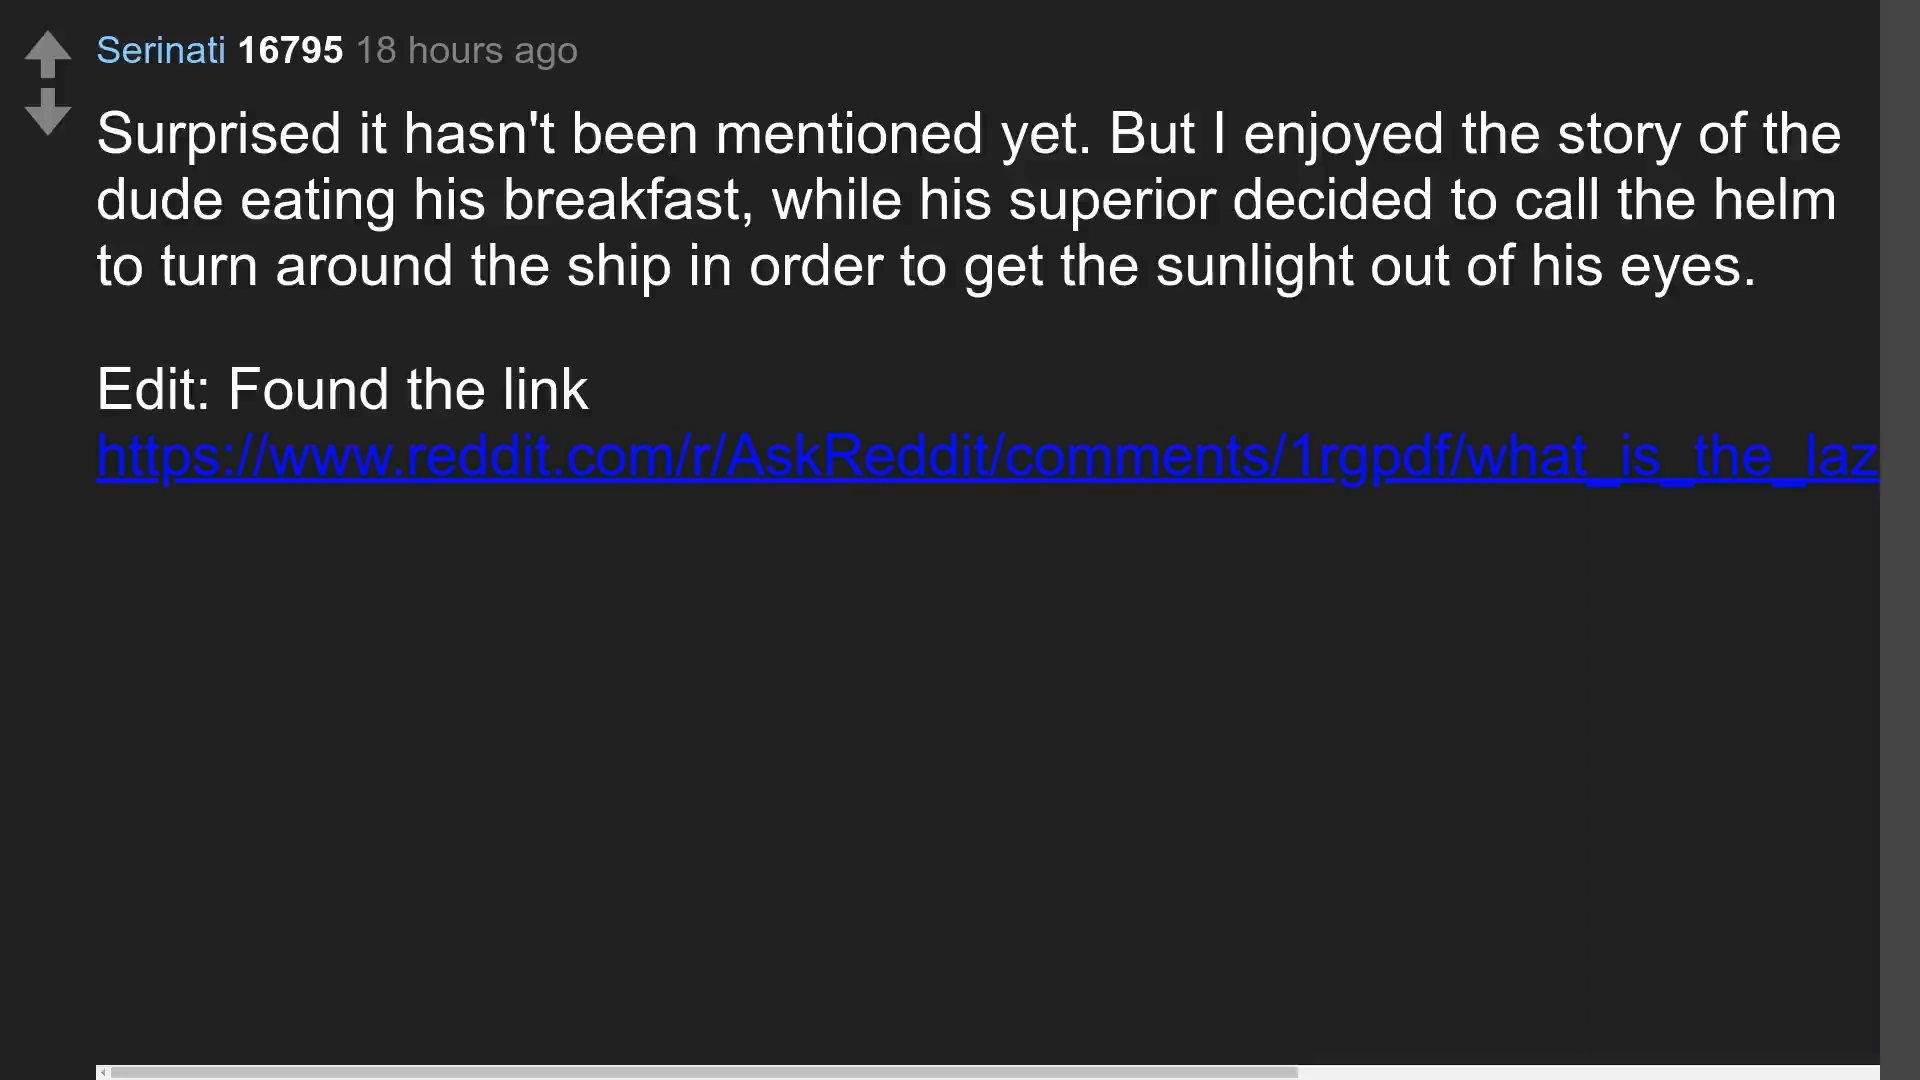 Serinati 16795 18 hours ago
Surprised it hasn't been mentioned yet. But I enjoyed the story of the
dude eating his breakfast, while his superior decided to call the helm
to turn around the ship in order to get the sunlight out of his eyes.
Edit: Found the link
https://www.reddit.com/r/AskReddit/comments/1rgpdf/what_is_the_laz